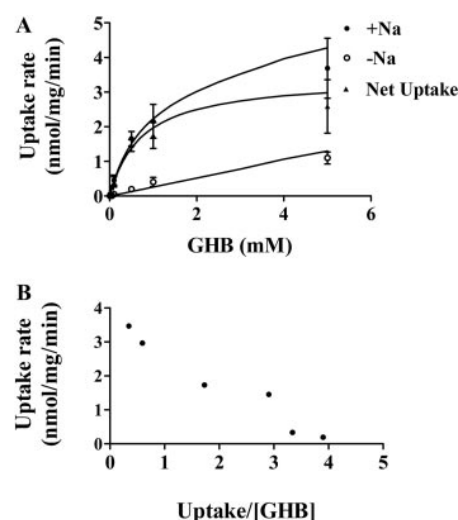 A
+Na
-Na
Net Uptake
Uptake rate
(nmol/mg/min)
5
4
3
2
1
0
0 2 4 6
GHB (mM)
B
Uptake rate
(nmol/mg/min)
4
3
2
1
0
0 1 2 3 4 5
Uptake/[GHB]